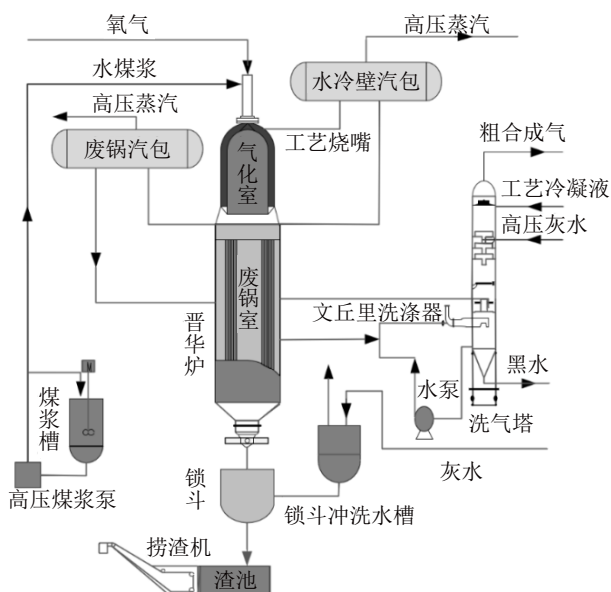 氧气
高压蒸汽
水煤浆
水冷壁汽包
高压蒸汽
工艺烧嘴
废锅汽包
气化室
粗合成气
工艺冷凝液
高压灰水
废锅室
文丘里洗涤器
晋华炉
黑水
水泵
洗气塔
M
煤浆槽
灰水
锁斗
高压煤浆泵
锁斗冲洗水槽
捞渣机
渣池